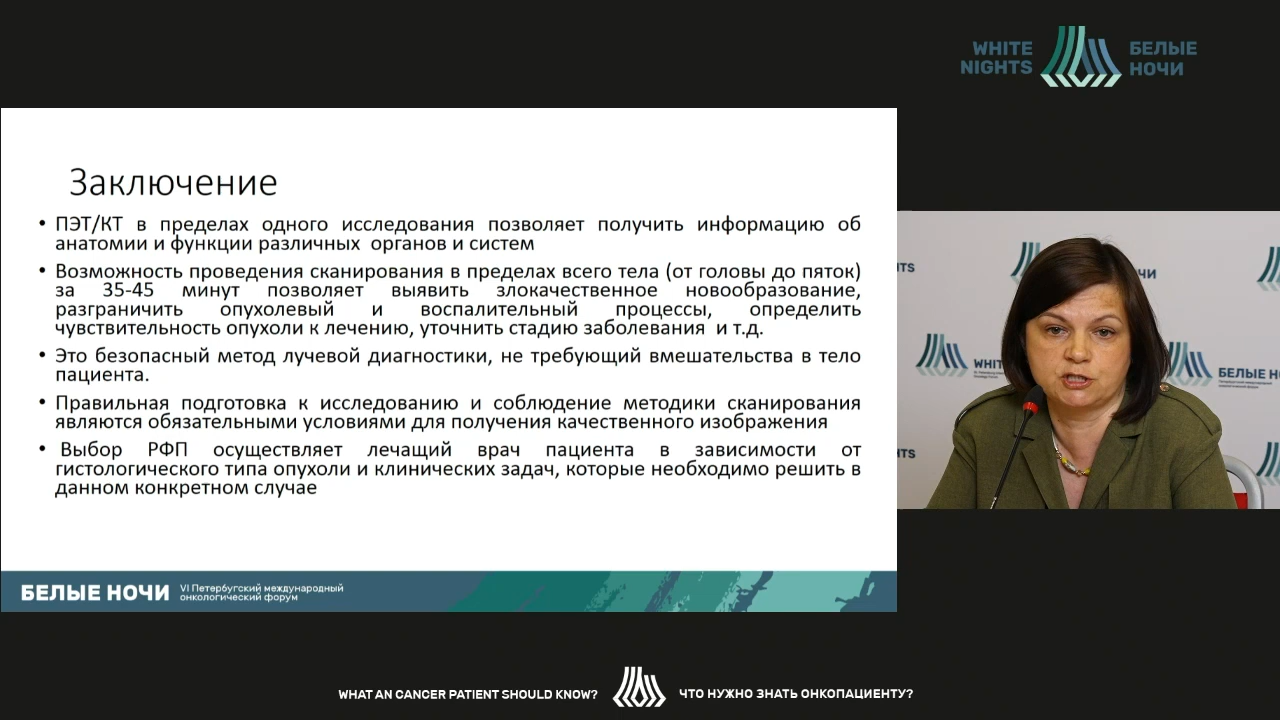 WHITE
NIGHTS
БЕЛЫЕ
НОЧИ
Заключение
• ПЭТ/КТ в пределах одного исследования позволяет получить информацию об
анатомии и функции различных органов и систем
• Возможность проведения сканирования в пределах всего тела (от головы до пяток)
за 35-45 минут позволяет выявить злокачественное новообразование,
разграничить опухолевый и воспалительный процессы, определить
чувствительность опухоли к лечению, уточнить стадию заболевания и т.д.
• Это безопасный метод лучевой диагностики, не требующий вмешательства в тело
пациента.
• Правильная подготовка к исследованию и соблюдение методики сканирования
являются обязательными условиями для получения качественного изображения
• Выбор РФП осуществляет лечащий врач пациента в зависимости от
гистологического типа опухоли и клинических задач, которые необходимо решить в
данном конкретном случае
БЕЛЫЕ НОЧИ
VI Петербугский международный
онкологический форум
WHIT
БЕЛЫЕ НО
WHAT AN CANCER PATIENT SHOULD KNOW?
ЧТО НУЖНО ЗНАТЬ ОНКОПАЦИЕНТУ?